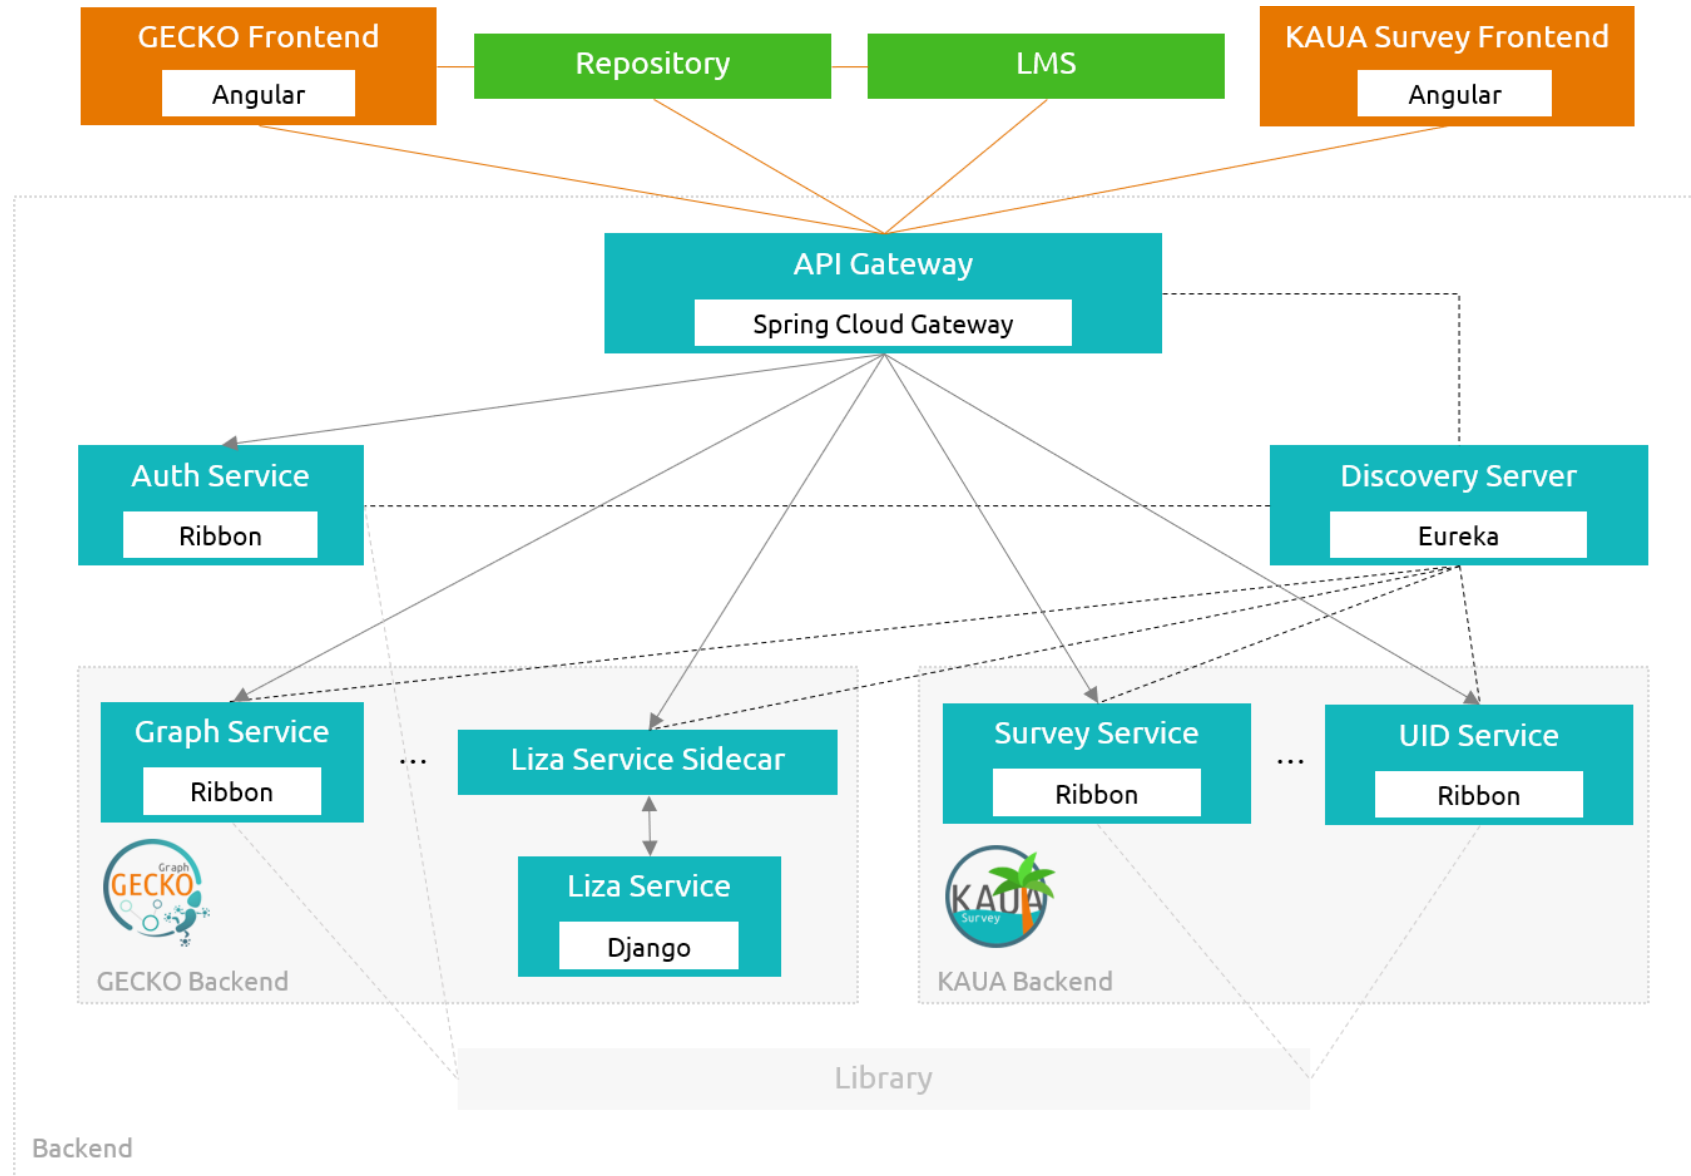 GECKO Frontend
Angular
Repository
LMS
KAUA Survey Frontend
Angular
API Gateway
Spring Cloud Gateway
Auth Service
Ribbon
Discovery Server
Eureka
Graph Service
Ribbon
...
Liza Service Sidecar
Survey Service
Ribbon
...
UID Service
Ribbon
Graph
GECKO
Liza Service
Django
KAUA
Survey
GECKO Backend
KAUA Backend
Library
Backend